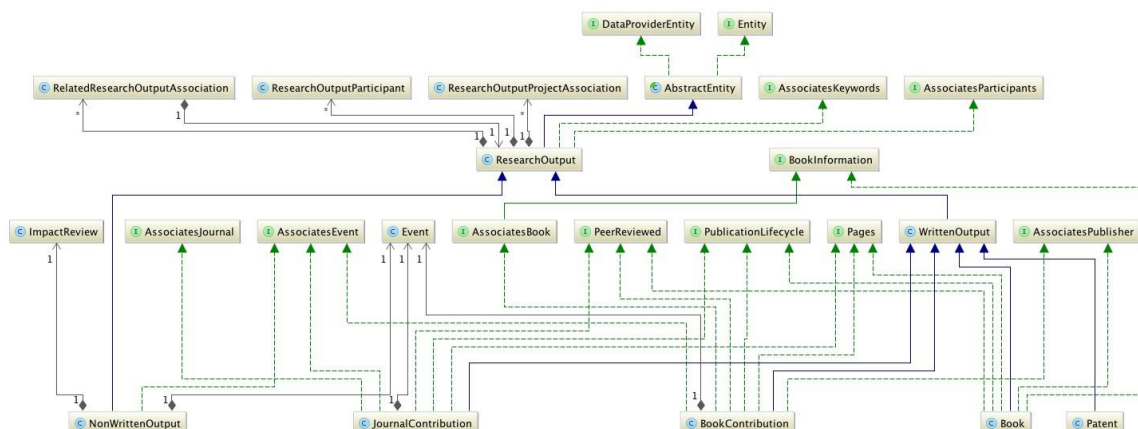 I DataProviderEntity I Entity
C RelatedResearchOutputAssociation C ResearchOutputParticipant C ResearchOutputProjectAssociation C AbstractEntity I AssociatesKeywords I AssociatesParticipants
* 1 * *
1 1 1 1
C ResearchOutput I BookInformation
C ImpactReview I AssociatesJournal I AssociatesEvent C Event I AssociatesBook I PeerReviewed I PublicationLifecycle I Pages C WrittenOutput I AssociatesPublisher
1 1 1 1
1 1 1 1
C NonWrittenOutput C JournalContribution C BookContribution C Book C Patent